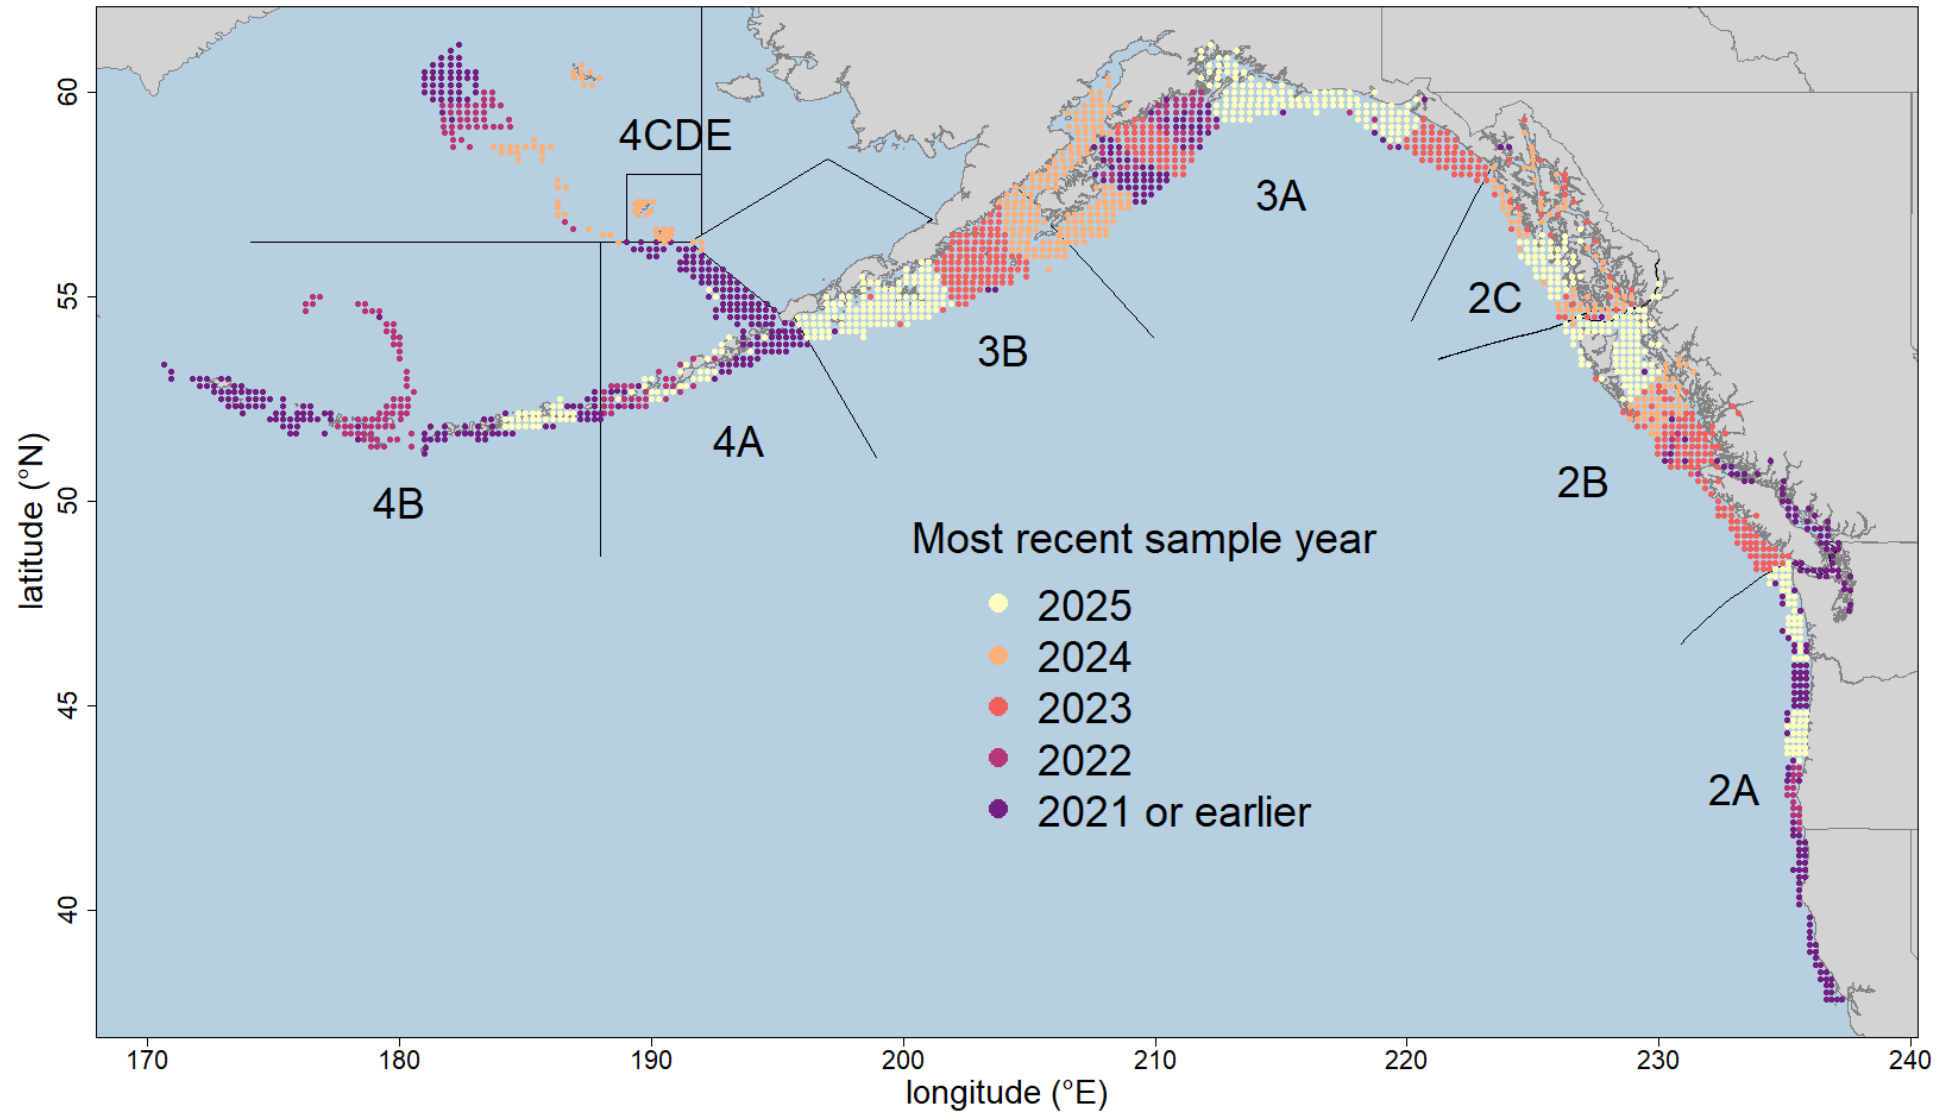 60
55
50
45
40
latitude (°N)
4CDE
3A
2C
3B
4A
2B
4B
2A
Most recent sample year
2025
2024
2023
2022
2021 or earlier
170
180
190
200
210
220
230
240
longitude (°E)